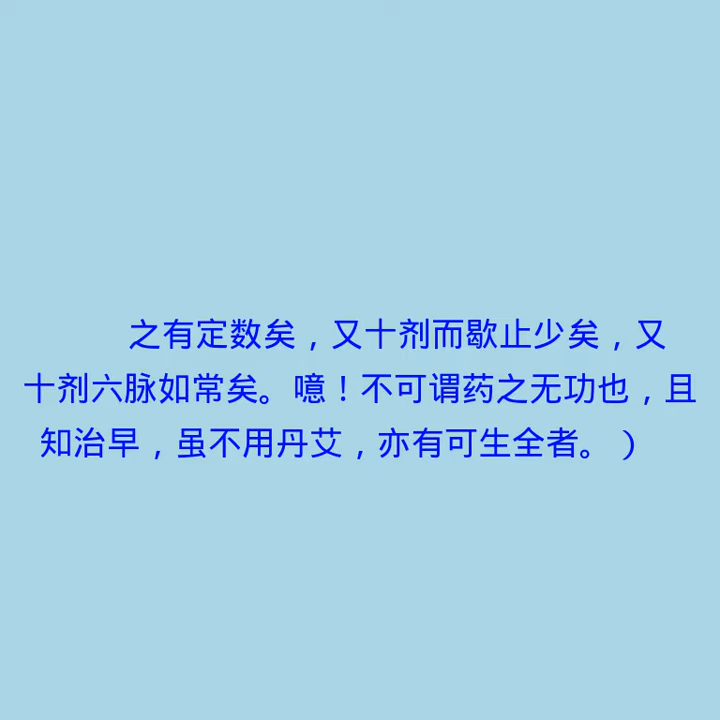 之有定数矣，又十剂而歇止少矣，又
十剂六脉如常矣。噫！不可谓药之无功也，且
知治早，虽不用丹艾，亦有可生全者。）